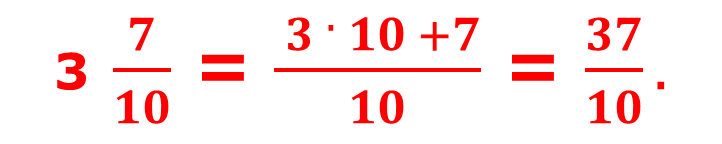 3 7/10 = (3 · 10 + 7)/10 = 37/10.